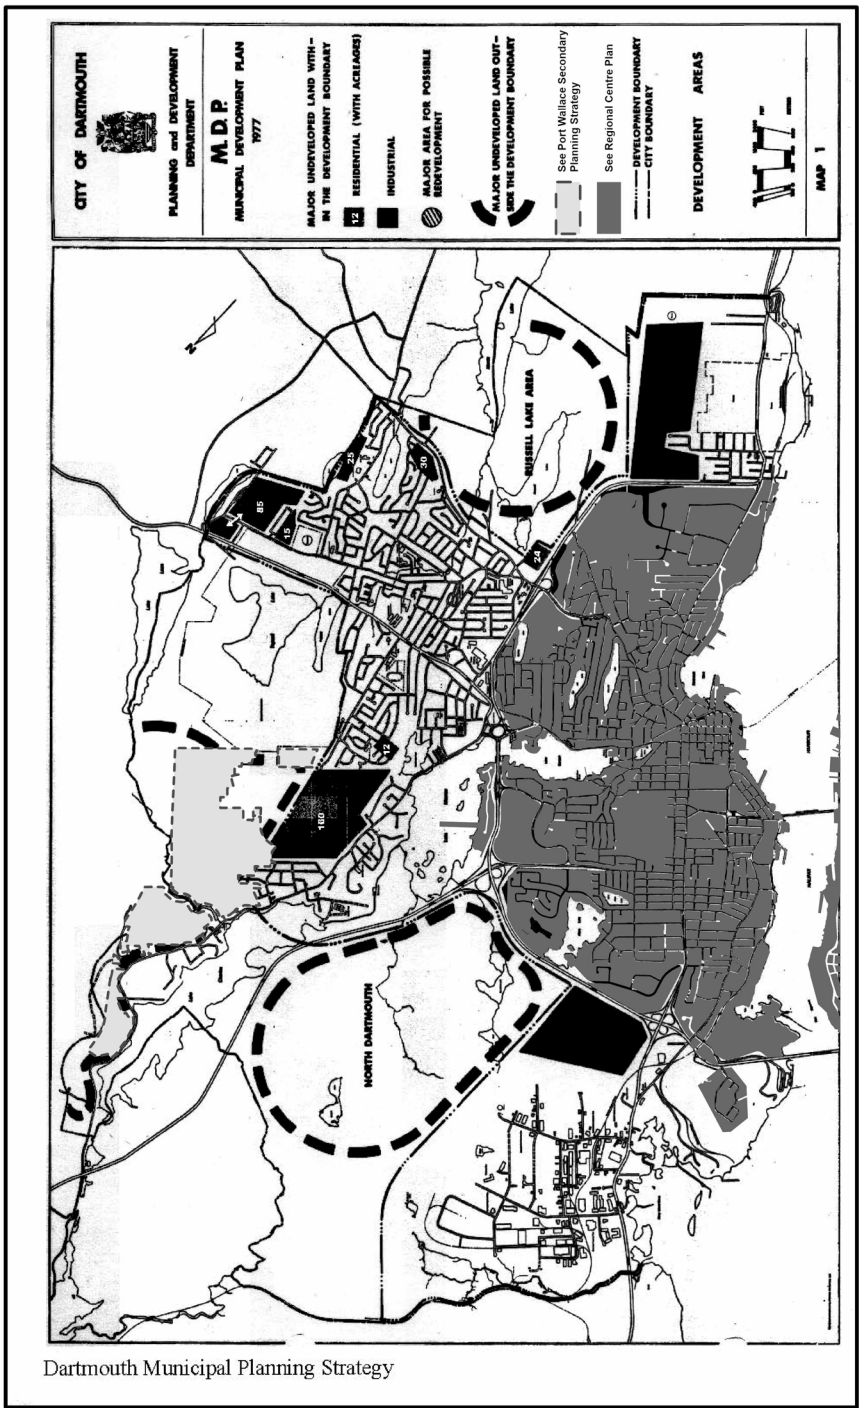 CITY OF DARTMOUTH
PLANNING and DEVELOPMENT
DEPARTMENT
M.D.P.
MUNICIPAL DEVELOPMENT PLAN
1977
MAJOR UNDEVELOPED LAND WITH-
IN THE DEVELOPMENT BOUNDARY
12 RESIDENTIAL (WITH ACREAGES)
INDUSTRIAL
MAJOR AREA FOR POSSIBLE
REDEVELOPMENT
MAJOR UNDEVELOPED LAND OUT-
SIDE THE DEVELOPMENT BOUNDARY
See Port Wallace Secondary
Planning Strategy
See Regional Centre Plan
DEVELOPMENT BOUNDARY
CITY BOUNDARY
DEVELOPMENT AREAS
MAP 1
N
RUSSELL LAKE AREA
25
30
85
15
24
12
160
NORTH DARTMOUTH
Dartmouth Municipal Planning Strategy